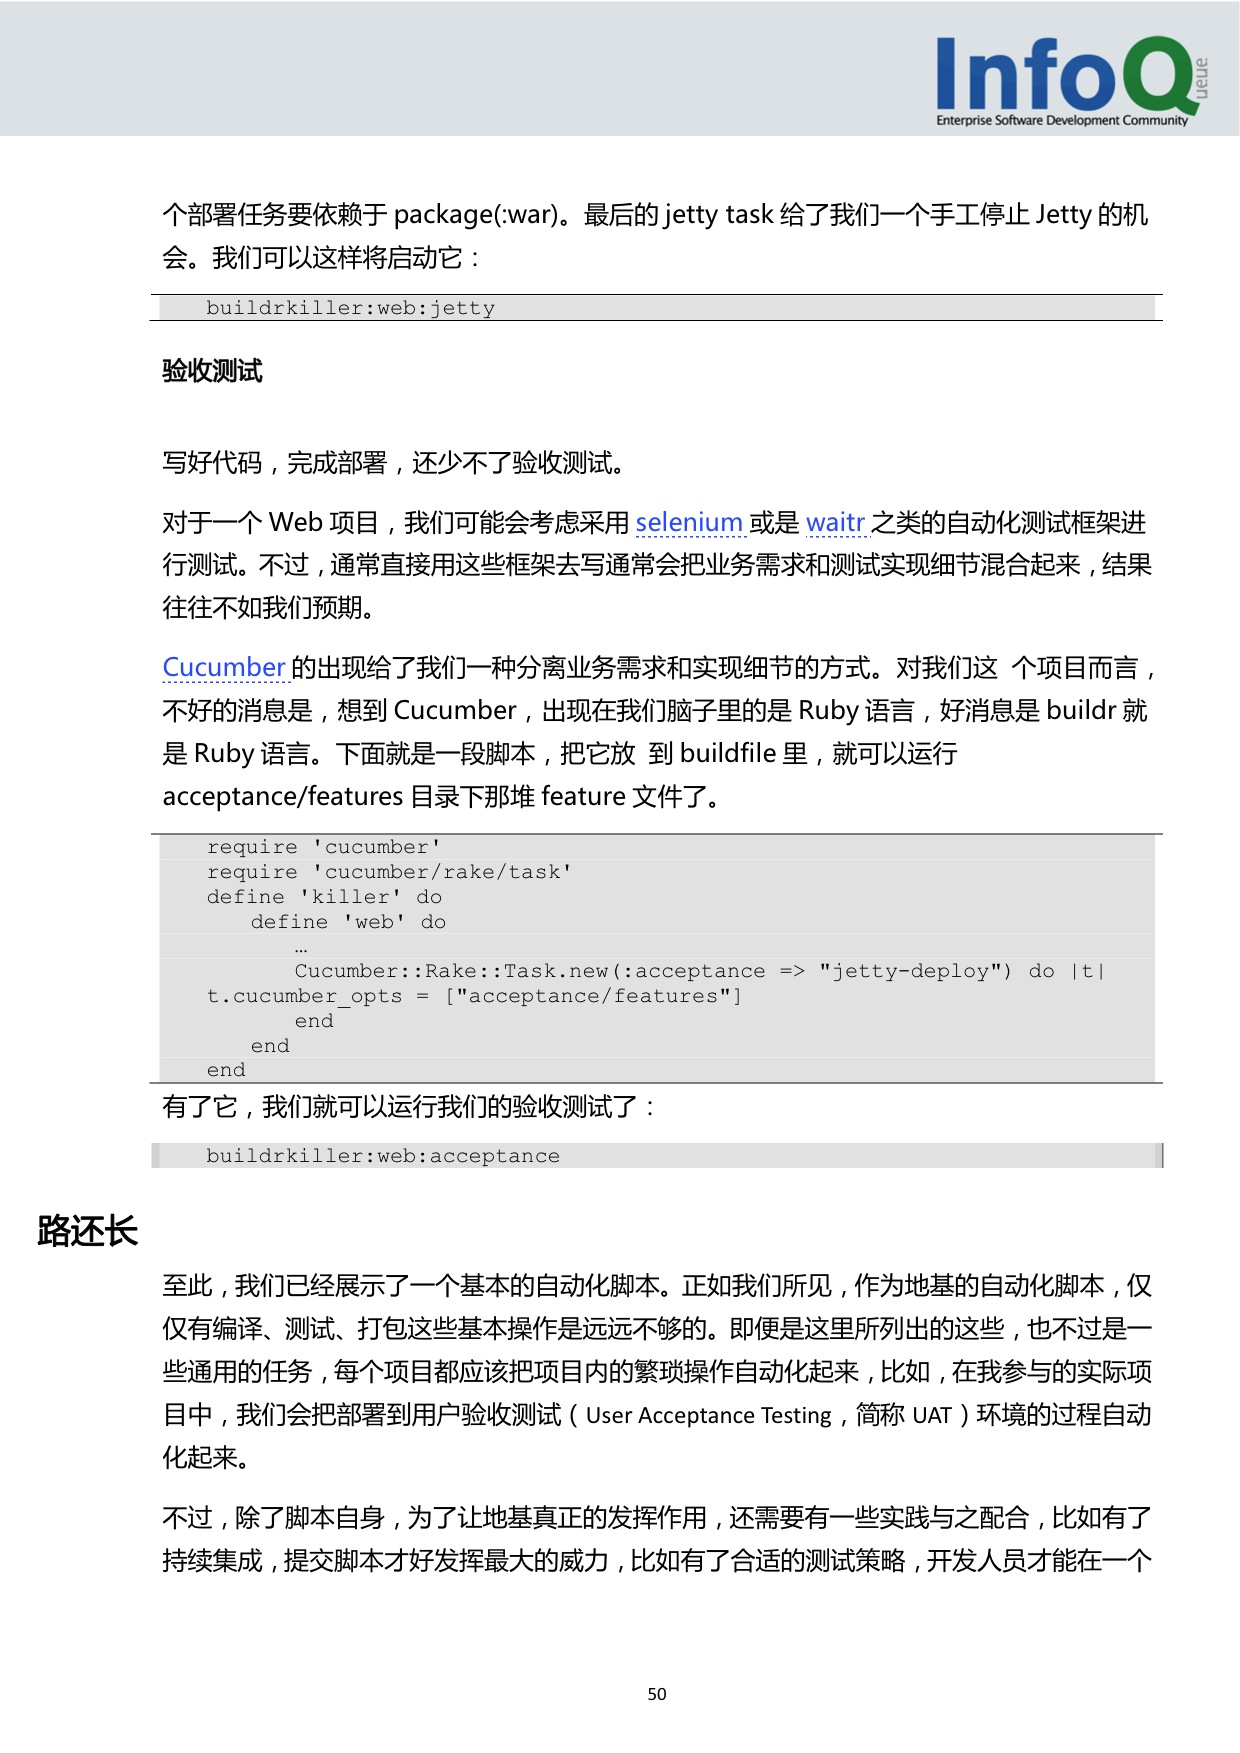 InfoQ
ueue
Enterprise Software Development Community
个部署任务要依赖于 package(:war)。最后的 jetty task 给了我们一个手工停止 Jetty 的机
会。我们可以这样将启动它：
buildrkiller:web:jetty
验收测试
写好代码，完成部署，还少不了验收测试。
对于一个 Web 项目，我们可能会考虑采用 selenium 或是 waitr 之类的自动化测试框架进
行测试。不过，通常直接用这些框架去写通常会把业务需求和测试实现细节混合起来，结果
往往不如我们预期。
Cucumber 的出现给了我们一种分离业务需求和实现细节的方式。对我们这 个项目而言，
不好的消息是，想到 Cucumber，出现在我们脑子里的是 Ruby 语言，好消息是 buildr 就
是 Ruby 语言。下面就是一段脚本，把它放 到 buildfile 里，就可以运行
acceptance/features 目录下那堆 feature 文件了。
require 'cucumber'
require 'cucumber/rake/task'
define 'killer' do
define 'web' do
…
Cucumber::Rake::Task.new(:acceptance => "jetty-deploy") do |t|
t.cucumber_opts = ["acceptance/features"]
end
end
end
有了它，我们就可以运行我们的验收测试了：
buildrkiller:web:acceptance
路还长
至此，我们已经展示了一个基本的自动化脚本。正如我们所见，作为地基的自动化脚本，仅
仅有编译、测试、打包这些基本操作是远远不够的。即便是这里所列出的这些，也不过是一
些通用的任务，每个项目都应该把项目内的繁琐操作自动化起来，比如，在我参与的实际项
目中，我们会把部署到用户验收测试（User Acceptance Testing，简称 UAT）环境的过程自动
化起来。
不过，除了脚本自身，为了让地基真正的发挥作用，还需要有一些实践与之配合，比如有了
持续集成，提交脚本才好发挥最大的威力，比如有了合适的测试策略，开发人员才能在一个
50